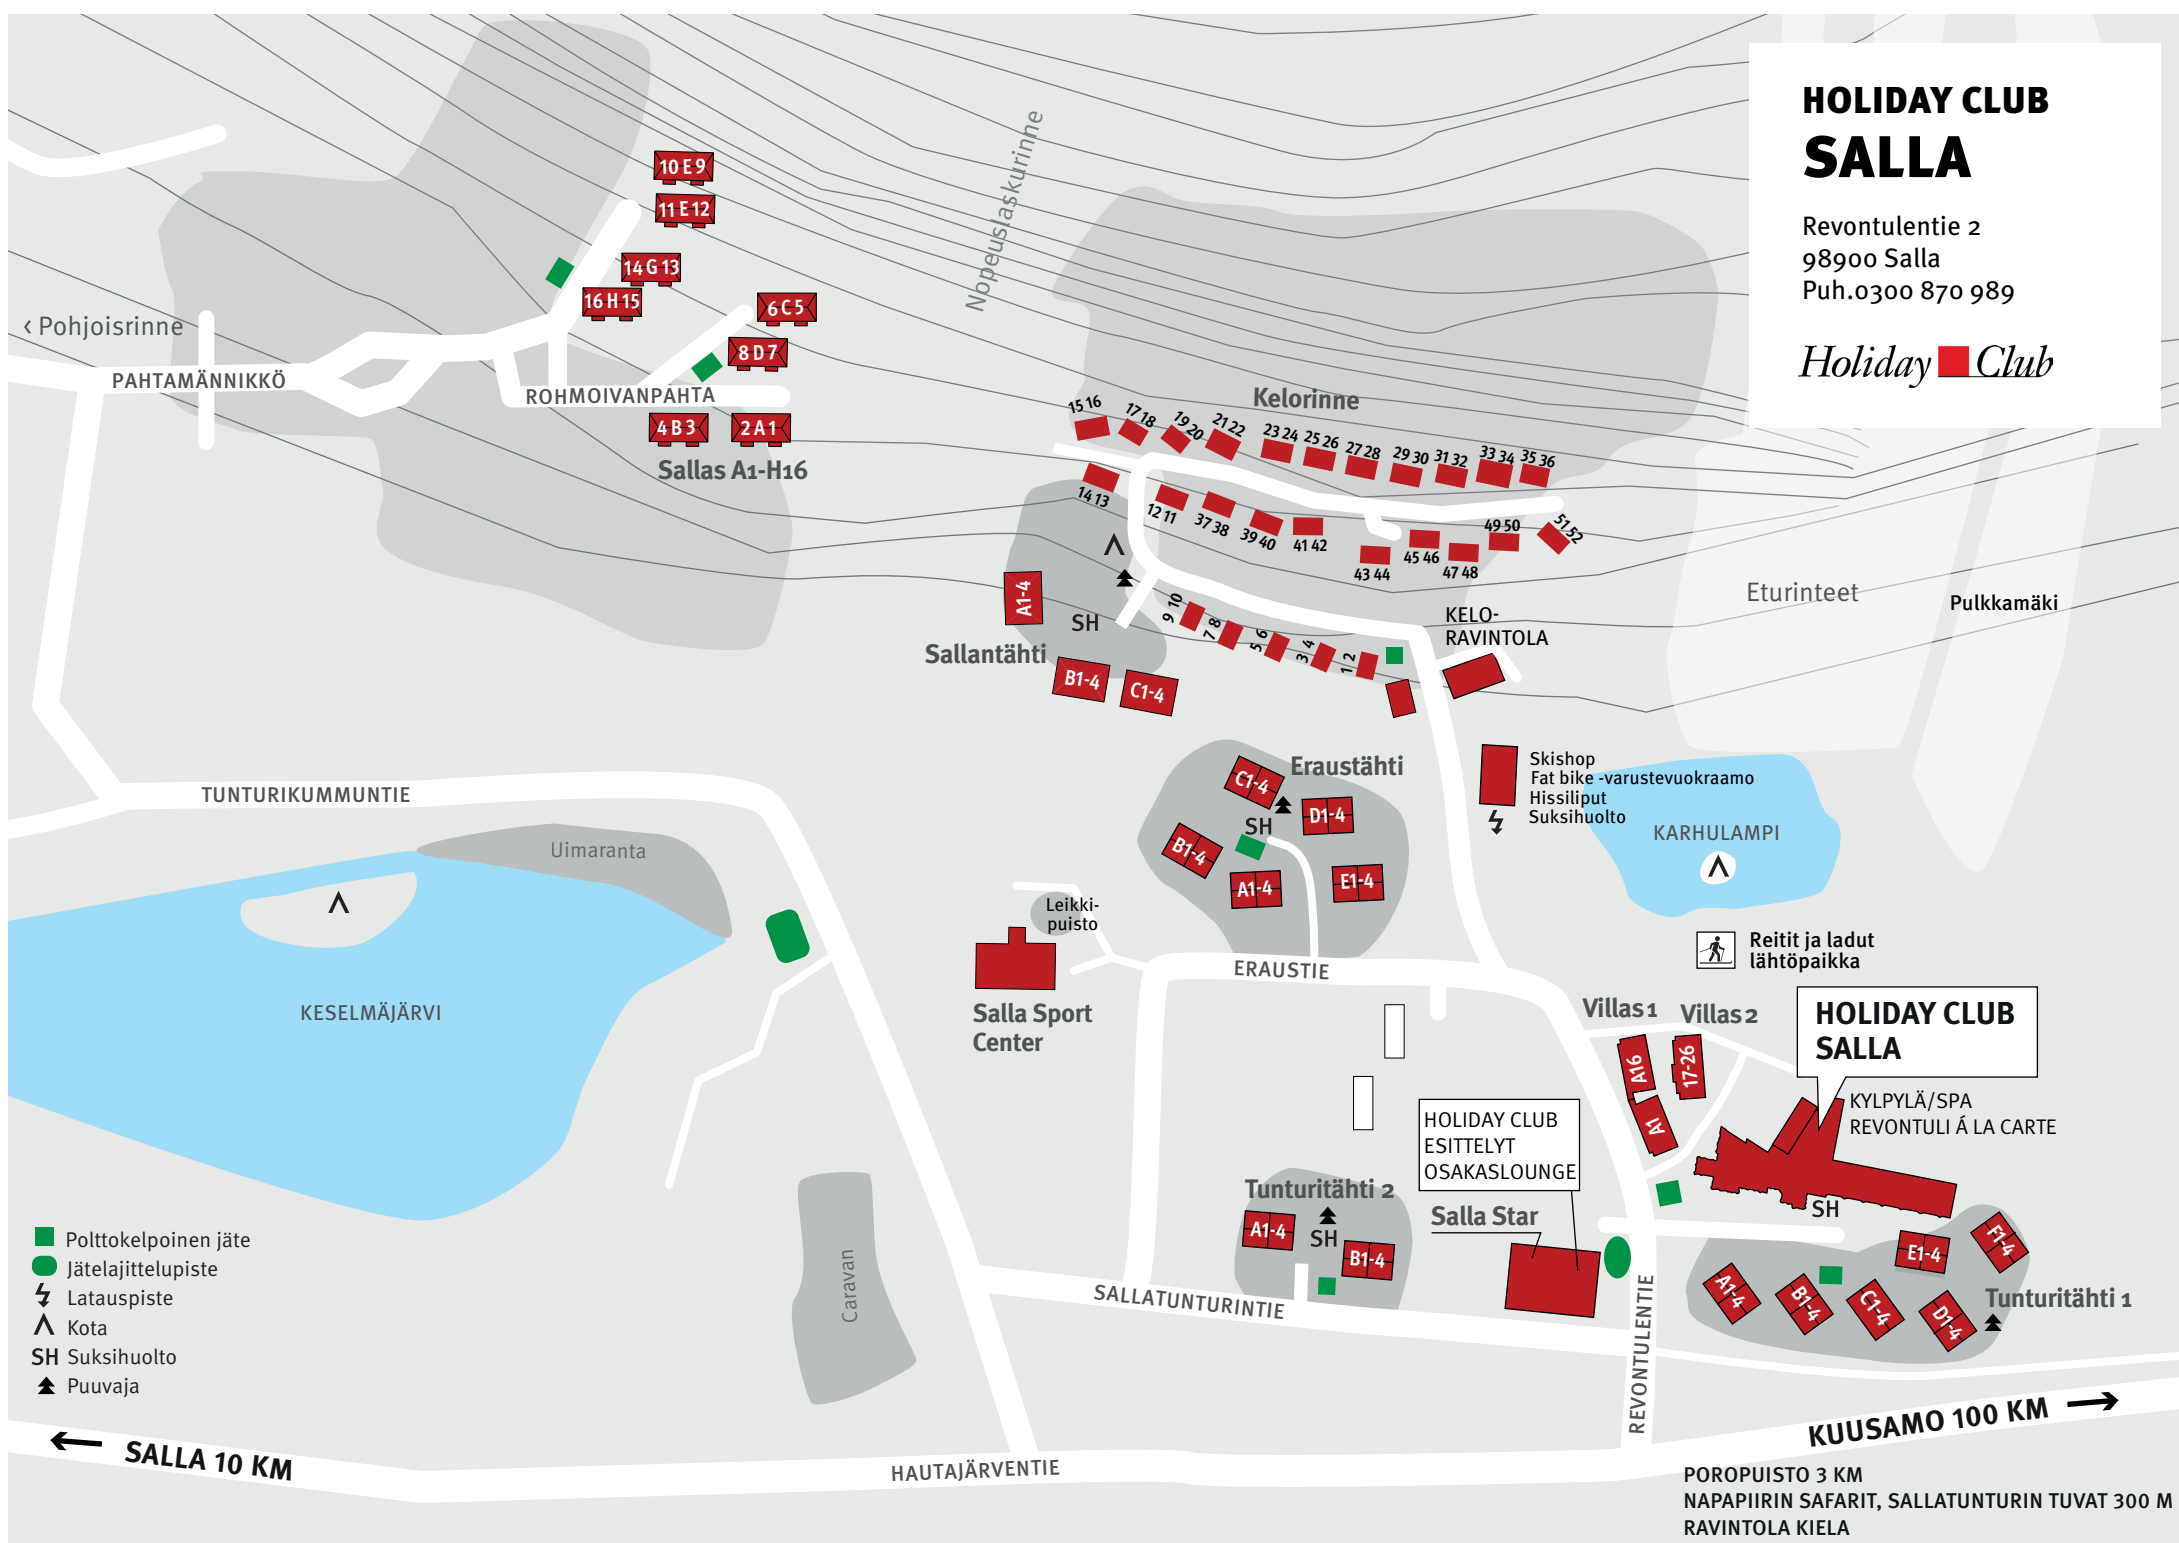 HOLIDAY CLUB
SALLA
Revontulentie 2
98900 Salla
Puh.0300 870 989
Holiday Club
Nopeuslaskurinne
10 E 9
11 E 12
14 G 13
16 H 15
6 C 5
8 D 7
4 B 3
2 A 1
Sallas A1-H16
‹ Pohjoisrinne
PAHTAMÄNNIKKÖ
ROHMOIVANPAHTA
Kelorinne
15 16
17 18
19 20
21 22
23 24
25 26
27 28
29 30
31 32
33 34
35 36
14 13
12 11
37 38
39 40
41 42
43 44
45 46
47 48
49 50
51 52
9 10
7 8
5 6
3 4
1 2
A1-4
SH
Sallantähti
B1-4
C1-4
KELO-
RAVINTOLA
Eturinteet
Pulkkamäki
Skishop
Fat bike -varustevuokraamo
Hissiliput
Suksihuolto
KARHULAMPI
Reitit ja ladut
lähtöpaikka
Eraustähti
C1-4
D1-4
SH
B1-4
A1-4
E1-4
TUNTURIKUMMUNTIE
Uimaranta
KESELMÄJÄRVI
Leikki-
puisto
Salla Sport
Center
ERAUSTIE
Villas 1
Villas 2
A16
A1
17-26
HOLIDAY CLUB
SALLA
KYLPYLÄ/SPA
REVONTULI Á LA CARTE
SH
HOLIDAY CLUB
ESITTELYT
OSAKASLOUNGE
Salla Star
Tunturitähti 2
A1-4
SH
B1-4
SALLATUNTURINTIE
Caravan
REVONTULENTIE
A1-4
B1-4
C1-4
D1-4
E1-4
F1-4
Tunturitähti 1
Polttokelpoinen jäte
Jätelajittelupiste
Latauspiste
Kota
SH Suksihuolto
Puuvaja
← SALLA 10 KM
HAUTAJÄRVENTIE
KUUSAMO 100 KM →
POROPUISTO 3 KM
NAPAPIIRIN SAFARIT, SALLATUNTURIN TUVAT 300 M
RAVINTOLA KIELA